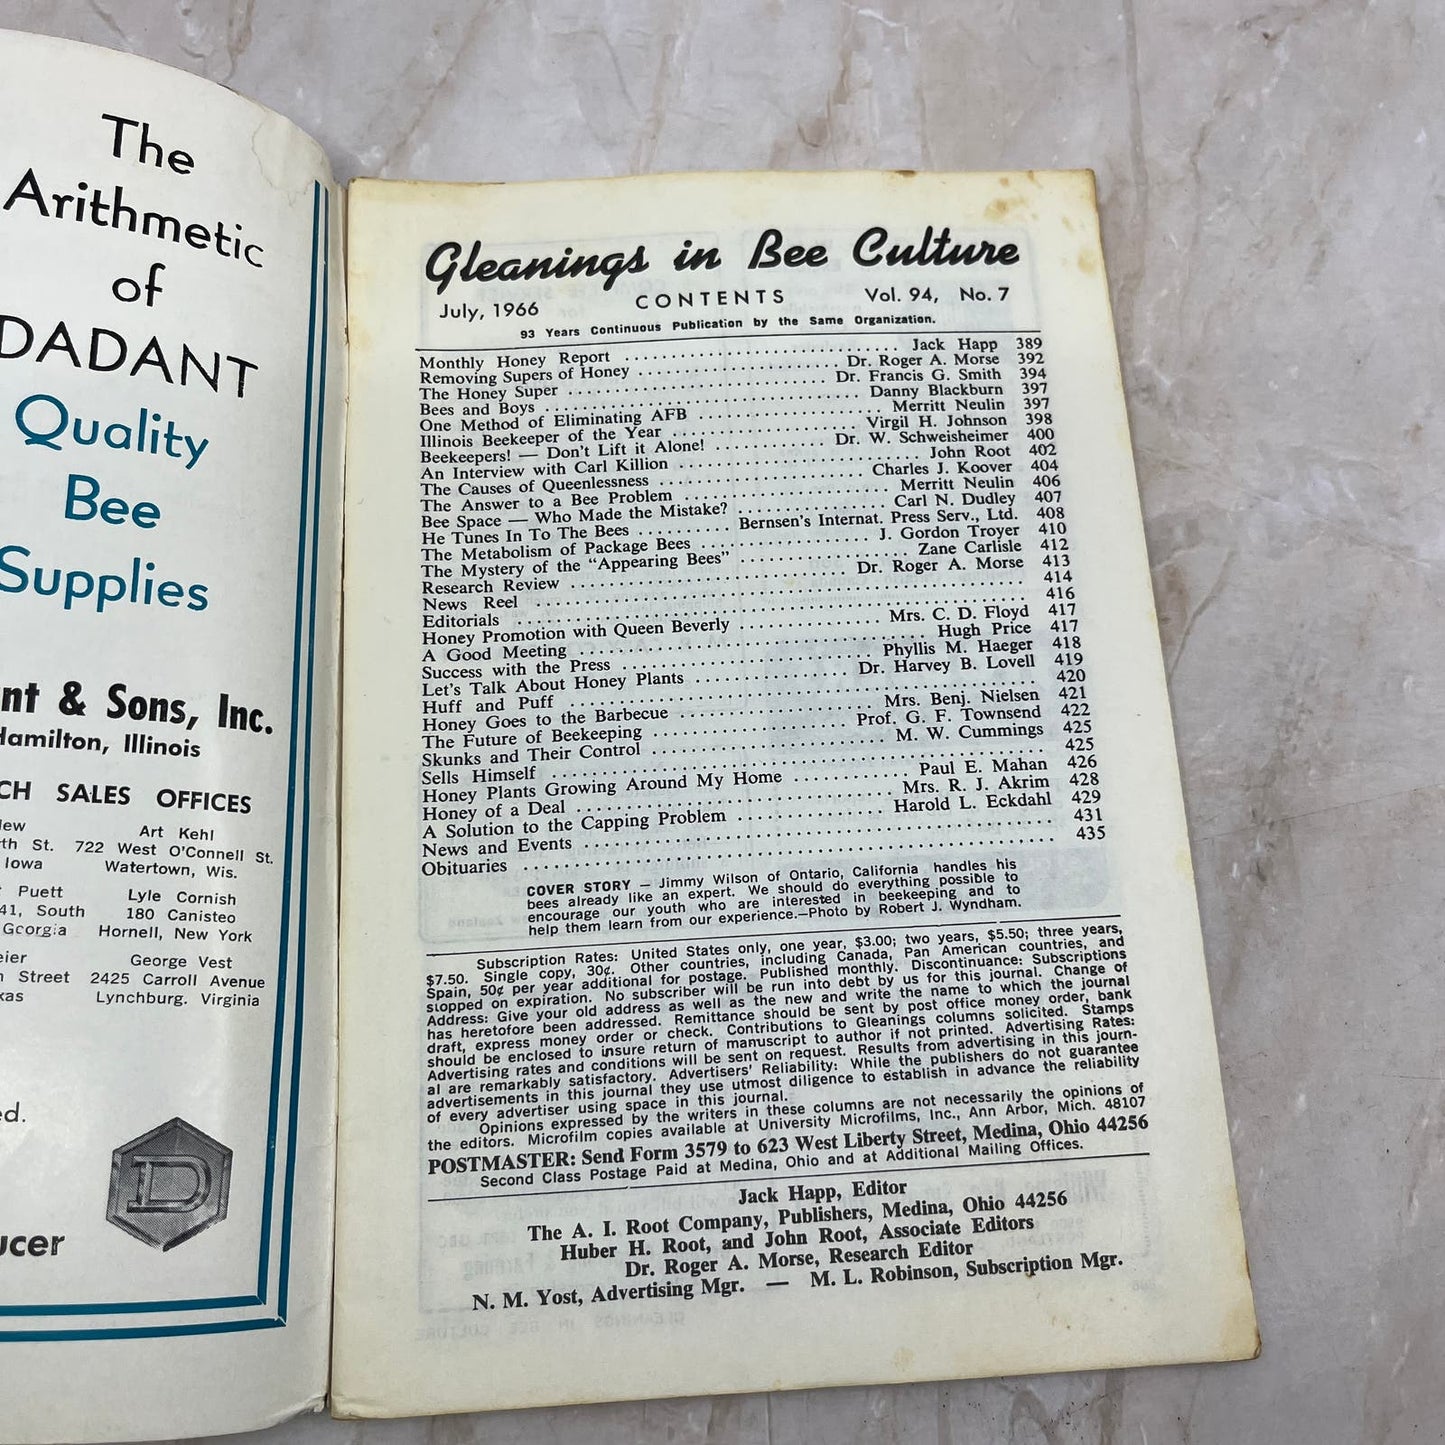 The
Arithmetic
of
DADANT
Quality
Bee
Supplies
& Sons, Inc.
Hamilton, Illinois
SALES OFFICES
Art Kehl
St. 722 West O'Connell St.
Iowa Watertown, Wis.
Puett Lyle Cornish
41, South 180 Canisteo
Georgia Hornell, New York
George Vest
Street 2425 Carroll Avenue
Lynchburg. Virginia
D
Gleanings in Bee Culture
July, 1966 CONTENTS Vol. 94, No. 7
93 Years Continuous Publication by the Same Organization.
Monthly Honey Report Jack Happ 389
Removing Supers of Honey Dr. Roger A. Morse 392
The Honey Super Dr. Francis G. Smith 394
Bees and Boys Danny Blackburn 397
One Method of Eliminating AFB Merritt Neulin 397
Illinois Beekeeper of the Year Virgil H. Johnson 398
Beekeepers! — Don't Lift it Alone! Dr. W. Schweisheimer 400
An Interview with Carl Killion John Root 402
The Causes of Queenlessness Charles J. Koover 404
The Answer to a Bee Problem Merritt Neulin 406
Bee Space — Who Made the Mistake? Carl N. Dudley 407
He Tunes In To The Bees Bernsen's Internat. Press Serv., Ltd. 408
The Metabolism of Package Bees J. Gordon Troyer 410
The Mystery of the "Appearing Bees" Zane Carlisle 412
Research Review Dr. Roger A. Morse 413
News Reel 414
Editorials 416
Honey Promotion with Queen Beverly Mrs. C. D. Floyd 417
A Good Meeting Hugh Price 417
Success with the Press Phyllis M. Haeger 418
Let's Talk About Honey Plants Dr. Harvey B. Lovell 419
Huff and Puff 420
Honey Goes to the Barbecue Mrs. Benj. Nielsen 421
The Future of Beekeeping Prof. G. F. Townsend 422
Skunks and Their Control M. W. Cummings 425
Sells Himself 425
Honey Plants Growing Around My Home Paul E. Mahan 426
Honey of a Deal Mrs. R. J. Akrim 428
A Solution to the Capping Problem Harold L. Eckdahl 429
News and Events 431
Obituaries 435
COVER STORY — Jimmy Wilson of Ontario, California handles his
bees already like an expert. We should do everything possible to
encourage our youth who are interested in beekeeping and to
help them learn from our experience.—Photo by Robert J. Wyndham.
Subscription Rates: United States only, one year, $3.00; two years, $5.50; three years,
$7.50. Single copy, 30¢. Other countries, including Canada, Pan American countries, and
Spain, 50¢ per year additional for postage. Published monthly. Discontinuance: Subscriptions
stopped on expiration. No subscriber will be run into debt by us for this journal. Change of
Address: Give your old address as well as the new and write the name to which the journal
has heretofore been addressed. Remittance should be sent by post office money order, bank
draft, express money order or check. Contributions to Gleanings columns solicited. Stamps
should be enclosed to insure return of manuscript to author if not printed. Advertising Rates:
Advertising rates and conditions will be sent on request. Results from advertising in this journ-
al are remarkably satisfactory. Advertisers' Reliability: While the publishers do not guarantee
advertisements in this journal they use utmost diligence to establish in advance the reliability
of every advertiser using space in this journal.
Opinions expressed by the writers in these columns are not necessarily the opinions of
the editors. Microfilm copies available at University Microfilms, Inc., Ann Arbor, Mich. 48107
POSTMASTER: Send Form 3579 to 623 West Liberty Street, Medina, Ohio 44256
Second Class Postage Paid at Medina, Ohio and at Additional Mailing Offices.
Jack Happ, Editor
The A. I. Root Company, Publishers, Medina, Ohio 44256
Huber H. Root, and John Root, Associate Editors
Dr. Roger A. Morse, Research Editor
N. M. Yost, Advertising Mgr. — M. L. Robinson, Subscription Mgr.